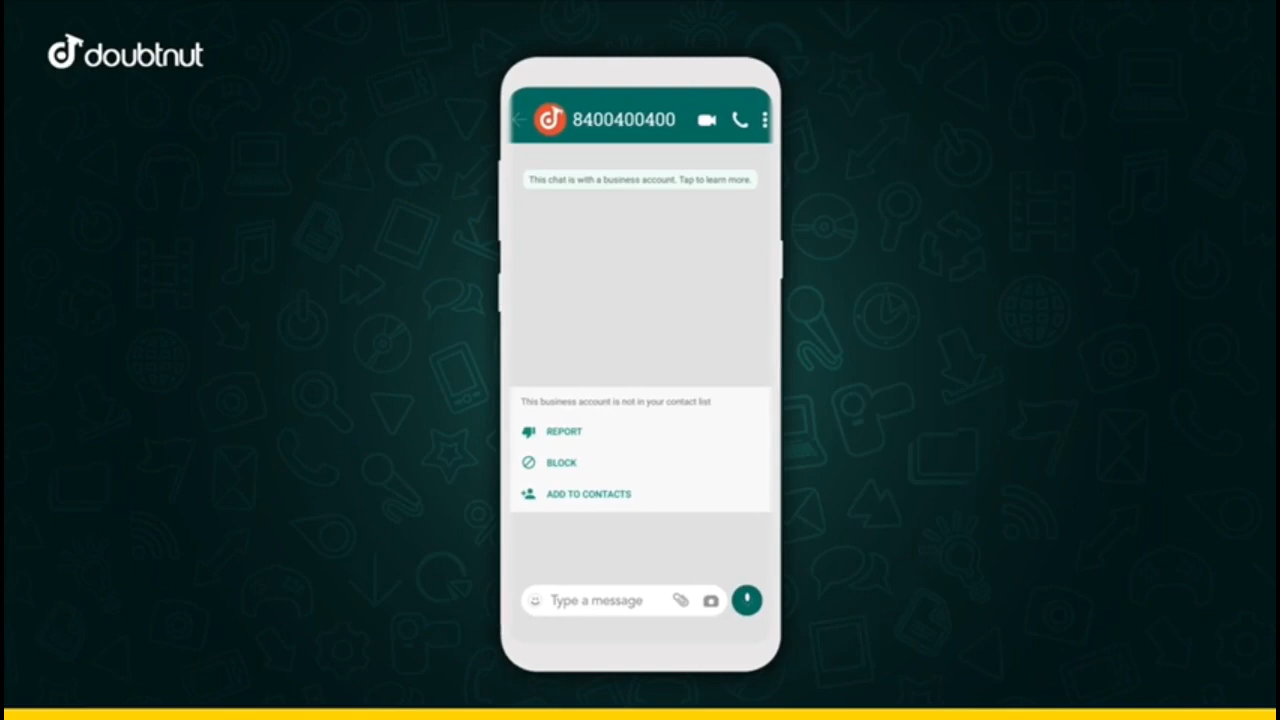 doubtnut
8400400400
This chat is with a business account. Tap to learn more.
This business account is not in your contact list
REPORT
BLOCK
ADD TO CONTACTS
Type a message